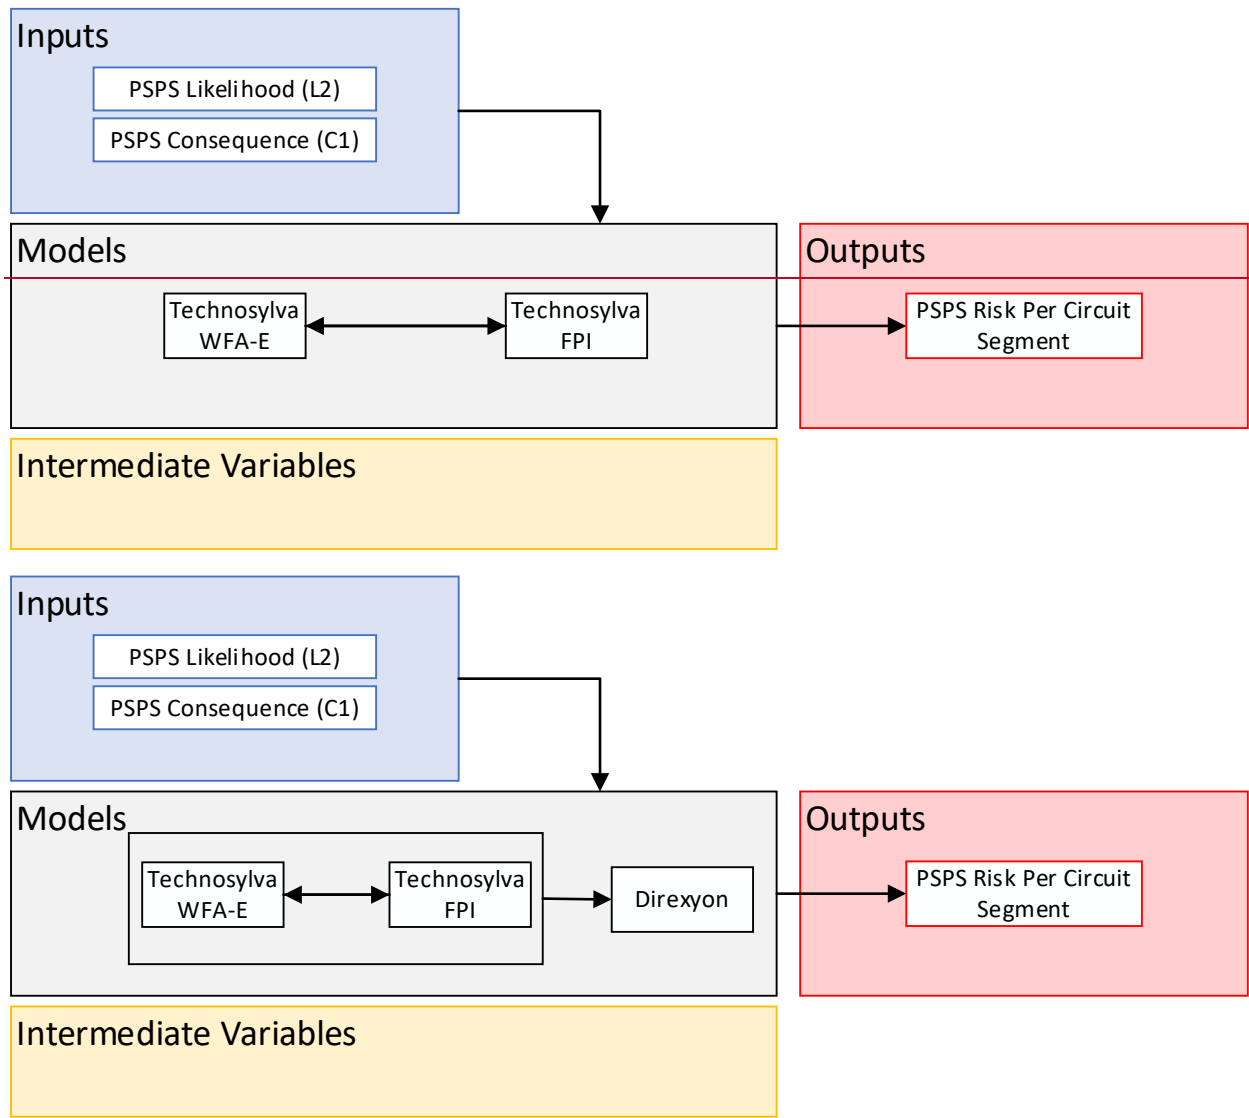 Inputs
PSPS Likelihood (L2)
PSPS Consequence (C1)
Models
Technosylva
WFA-E
Technosylva
FPI
Outputs
PSPS Risk Per Circuit
Segment
Intermediate Variables
Inputs
PSPS Likelihood (L2)
PSPS Consequence (C1)
Models
Technosylva
WFA-E
Technosylva
FPI
Direxyon
Outputs
PSPS Risk Per Circuit
Segment
Intermediate Variables